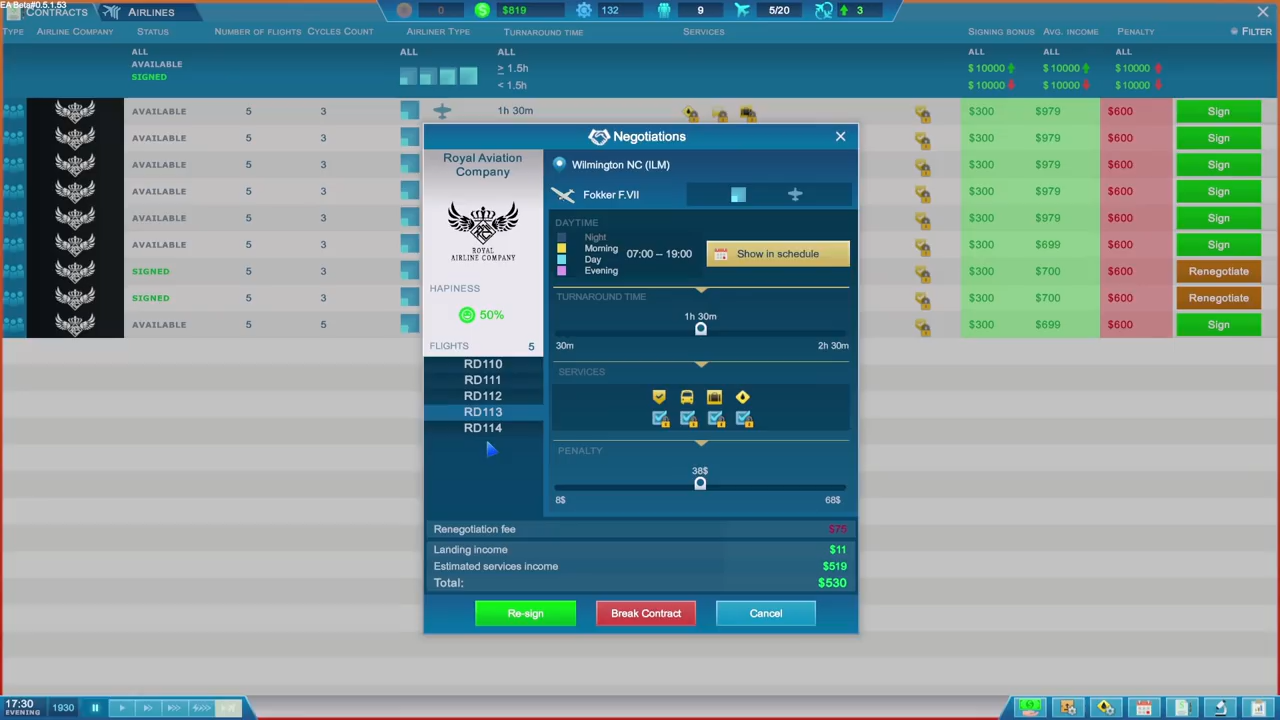 EA Beta#0.5.1.53
CONTRACTS AIRLINES 0 $819 132 9 5/20 3
TYPE AIRLINE COMPANY STATUS NUMBER OF FLIGHTS CYCLES COUNT AIRLINER TYPE TURNAROUND TIME SERVICES SIGNING BONUS AVG. INCOME PENALTY FILTER
ALL ALL ALL ALL ALL ALL
AVAILABLE ≥ 1.5h $ 10000 $ 10000 $ 10000
SIGNED < 1.5h $ 10000 $ 10000 $ 10000
AVAILABLE 5 3 1h 30m $300 $979 $600 Sign
AVAILABLE 5 3 $300 $979 $600 Sign
AVAILABLE 5 3 $300 $979 $600 Sign
AVAILABLE 5 3 $300 $979 $600 Sign
AVAILABLE 5 3 $300 $979 $600 Sign
AVAILABLE 5 3 $300 $699 $600 Sign
SIGNED 5 3 $300 $700 $600 Renegotiate
SIGNED 5 3 $300 $700 $600 Renegotiate
AVAILABLE 5 5 $300 $699 $600 Sign
Negotiations
Royal Aviation
Company
ROYAL
AIRLINE COMPANY
HAPINESS
50%
FLIGHTS 5
RD110
RD111
RD112
RD113
RD114
Wilmington NC (ILM)
Fokker F.VII
DAYTIME
Night
Morning
Day
Evening
07:00 – 19:00
Show in schedule
TURNAROUND TIME
1h 30m
30m 2h 30m
SERVICES
PENALTY
38$
8$ 68$
Renegotiation fee $75
Landing income $11
Estimated services income $519
Total: $530
Re-sign Break Contract Cancel
17:30 1930
EVENING